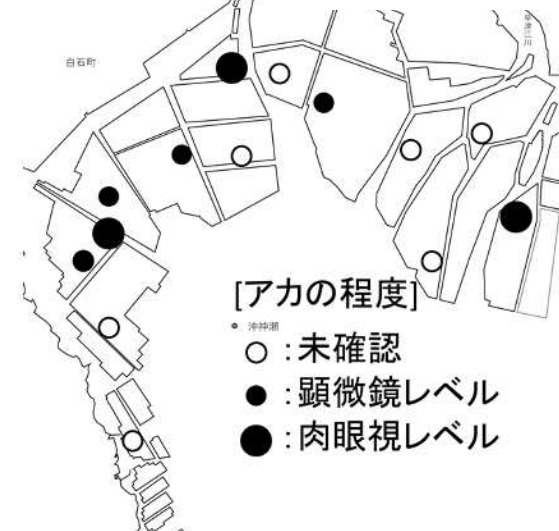 白石町
[アカの程度]
沖神瀬
:未確認
:顕微鏡レベル
:肉眼視レベル